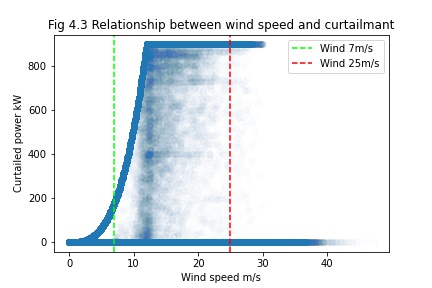 Fig 4.3 Relationship between wind speed and curtailmant
Wind 7m/s
Wind 25m/s
Curtailed power kW
800
600
400
200
0
0 10 20 30 40
Wind speed m/s